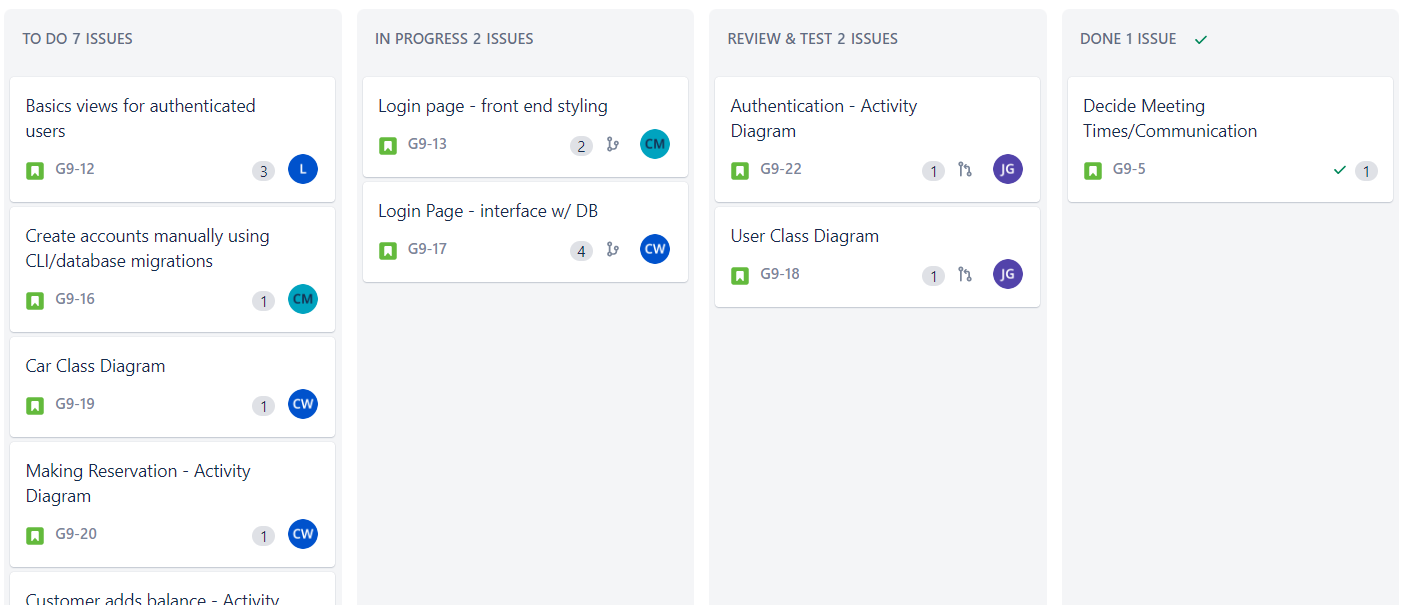 TO DO 7 ISSUES
Basics views for authenticated
users
G9-12
3
L
Create accounts manually using
CLI/database migrations
G9-16
1
CM
Car Class Diagram
G9-19
1
CW
Making Reservation - Activity
Diagram
G9-20
1
CW
Customer adds balance - Activity
IN PROGRESS 2 ISSUES
Login page - front end styling
G9-13
2
CM
Login Page - interface w/ DB
G9-17
4
CW
REVIEW & TEST 2 ISSUES
Authentication - Activity
Diagram
G9-22
1
JG
User Class Diagram
G9-18
1
JG
DONE 1 ISSUE
Decide Meeting
Times/Communication
G9-5
1